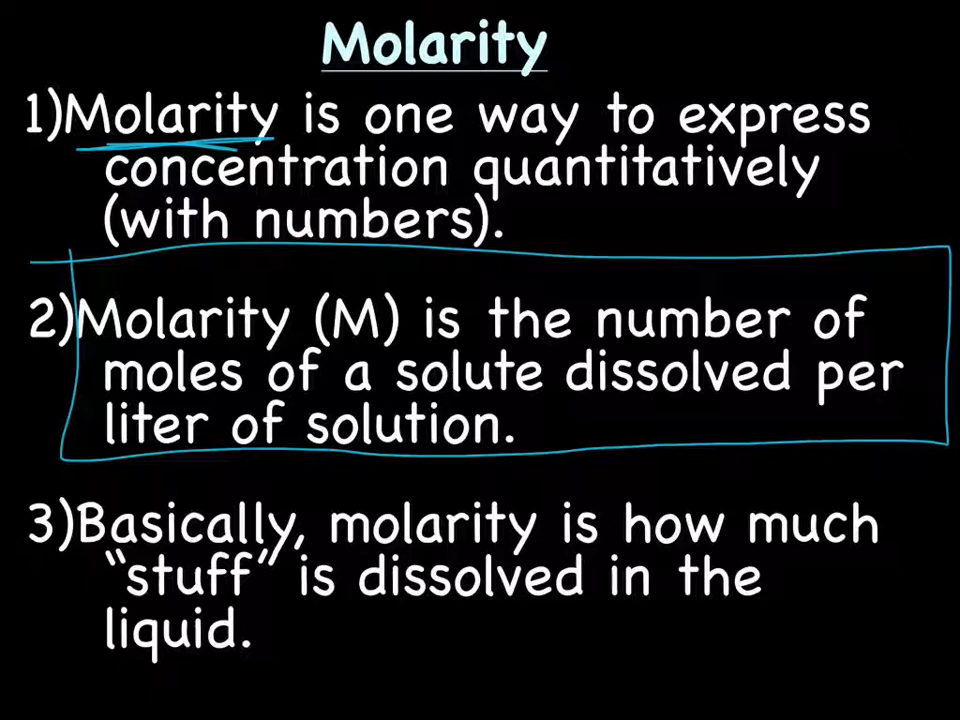 Molarity
1)Molarity is one way to express
concentration quantitatively
(with numbers).
2)Molarity (M) is the number of
moles of a solute dissolved per
liter of solution.
3)Basically, molarity is how much
“stuff” is dissolved in the
liquid.